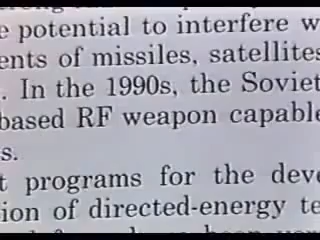 e potential to interfere w
ents of missiles, satellites
. In the 1990s, the Soviet
based RF weapon capable
s.
t programs for the deve
ion of directed-energy te